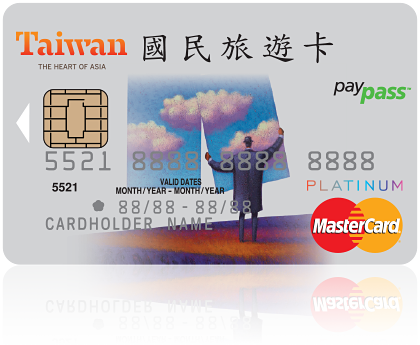 Taiwan 國民旅遊卡
THE HEART OF ASIA
paypass™
5521 8888 8888 8888
5521
VALID DATES
MONTH/YEAR – MONTH/YEAR
88/88 - 88/88
PLATINUM
CARDHOLDER NAME
MasterCard